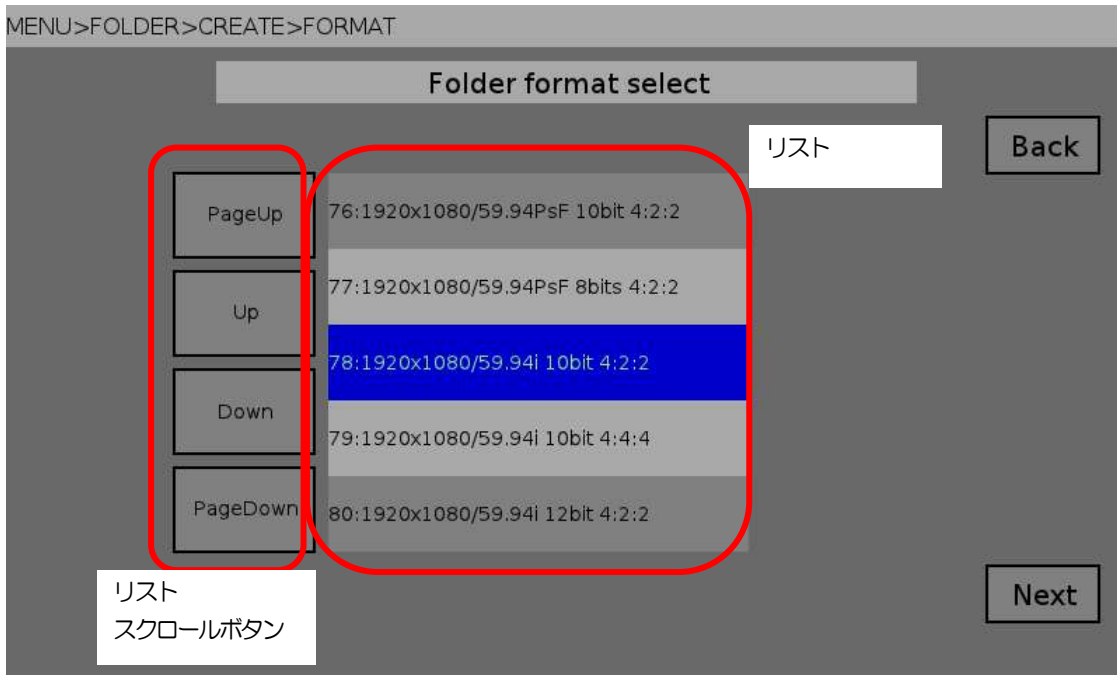 MENU>FOLDER>CREATE>FORMAT
Folder format select
リスト
Back
PageUp
76:1920x1080/59.94PsF 10bit 4:2:2
77:1920x1080/59.94PsF 8bits 4:2:2
Up
78:1920x1080/59.94i 10bit 4:2:2
Down
79:1920x1080/59.94i 10bit 4:4:4
PageDown
80:1920x1080/59.94i 12bit 4:2:2
リスト
スクロールボタン
Next